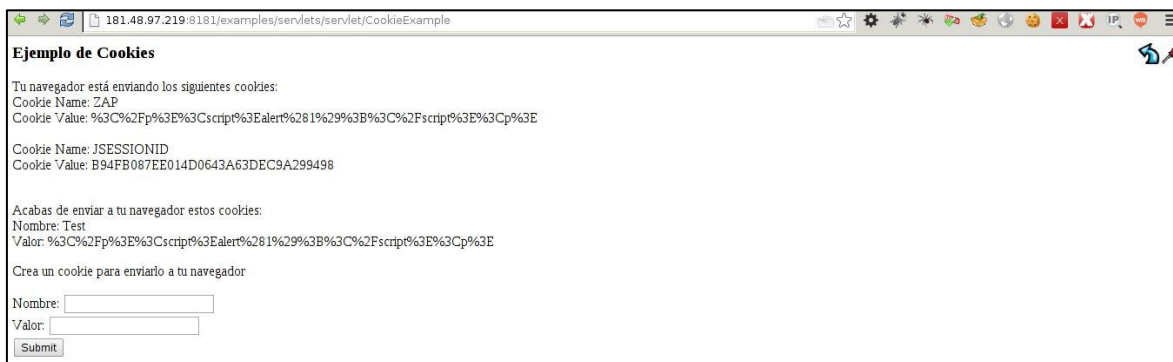 181.48.97.219:8181/examples/servlets/servlet/CookieExample
IP
Ejemplo de Cookies
Tu navegador está enviando los siguientes cookies:
Cookie Name: ZAP
Cookie Value: %3C%2Fp%3E%3Cscript%3Ealert%281%29%3B%3C%2Fscript%3E%3Cp%3E
Cookie Name: JSESSIONID
Cookie Value: B94FB087EE014D0643A63DEC9A299498
Acabas de enviar a tu navegador estos cookies:
Nombre: Test
Valor: %3C%2Fp%3E%3Cscript%3Ealert%281%29%3B%3C%2Fscript%3E%3Cp%3E
Crea un cookie para enviarlo a tu navegador
Nombre:
Valor:
Submit